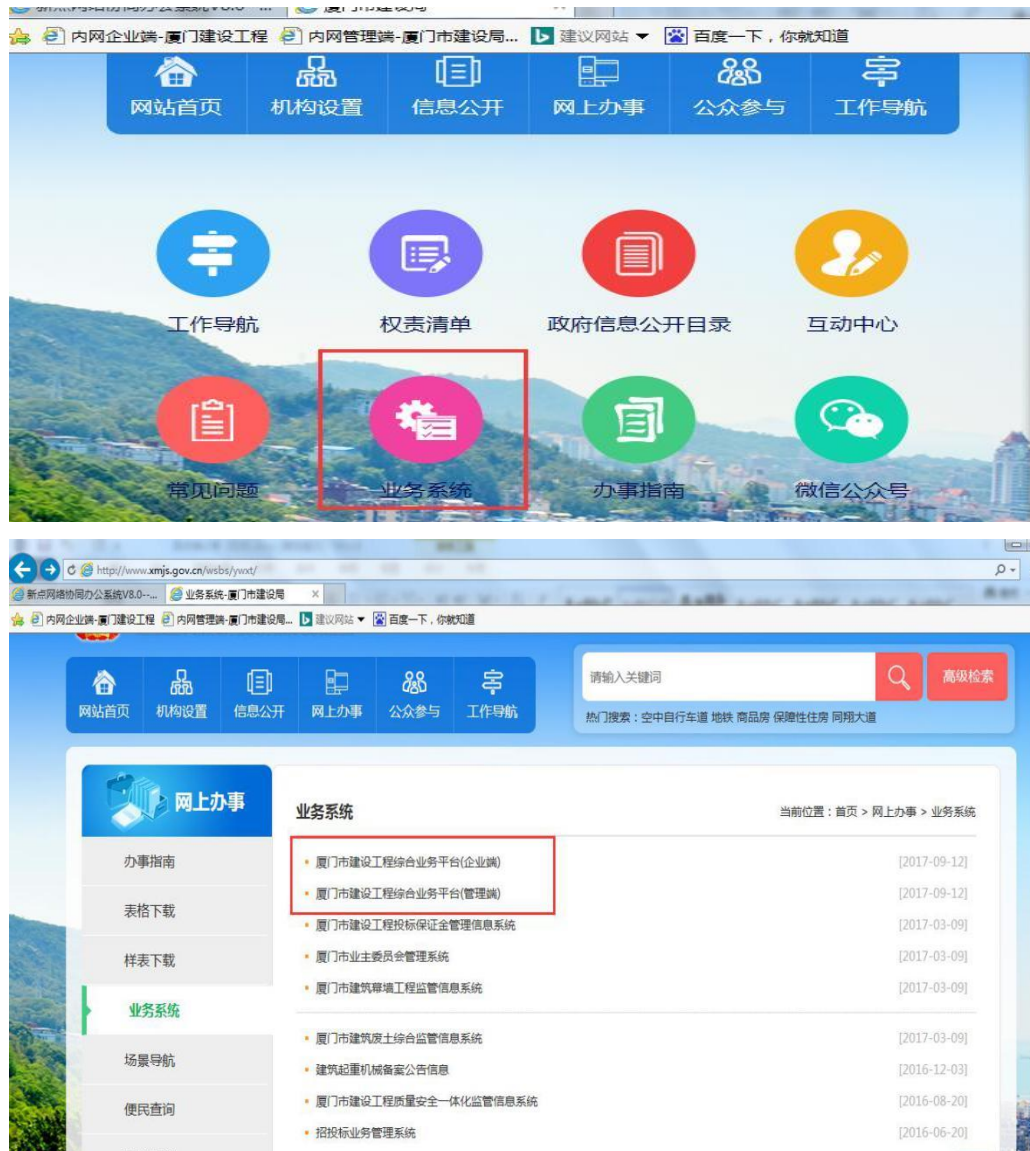 内网企业端-厦门建设工程 内网管理端-厦门市建设局... 建议网站 ▼ 百度一下，你就知道
网站首页 机构设置 信息公开 网上办事 公众参与 工作导航
工作导航 权责清单 政府信息公开目录 互动中心
常见问题 业务系统 办事指南 微信公众号
http://www.xmjs.gov.cn/wsbs/ywxt/
新点网络协同办公系统V8.0--... 业务系统-厦门市建设局 ×
内网企业端-厦门建设工程 内网管理端-厦门市建设局... 建议网站 ▼ 百度一下，你就知道
网站首页 机构设置 信息公开 网上办事 公众参与 工作导航
请输入关键词 高级检索
热门搜索：空中自行车道 地铁 商品房 保障性住房 同翔大道
网上办事
业务系统 当前位置：首页 > 网上办事 > 业务系统
办事指南
表格下载
样表下载
业务系统
场景导航
便民查询
• 厦门市建设工程综合业务平台(企业端) [2017-09-12]
• 厦门市建设工程综合业务平台(管理端) [2017-09-12]
• 厦门市建设工程投标保证金管理信息系统 [2017-03-09]
• 厦门市业主委员会管理系统 [2017-03-09]
• 厦门市建筑幕墙工程监管信息系统 [2017-03-09]
• 厦门市建筑废土综合监管信息系统 [2017-03-09]
• 建筑起重机械备案公告信息 [2016-12-03]
• 厦门市建设工程质量安全一体化监管信息系统 [2016-08-20]
• 招投标业务管理系统 [2016-06-20]